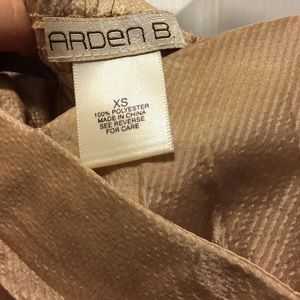 ARDen B.
XS
100% POLYESTER
MADE IN CHINA
SEE REVERSE
FOR CARE